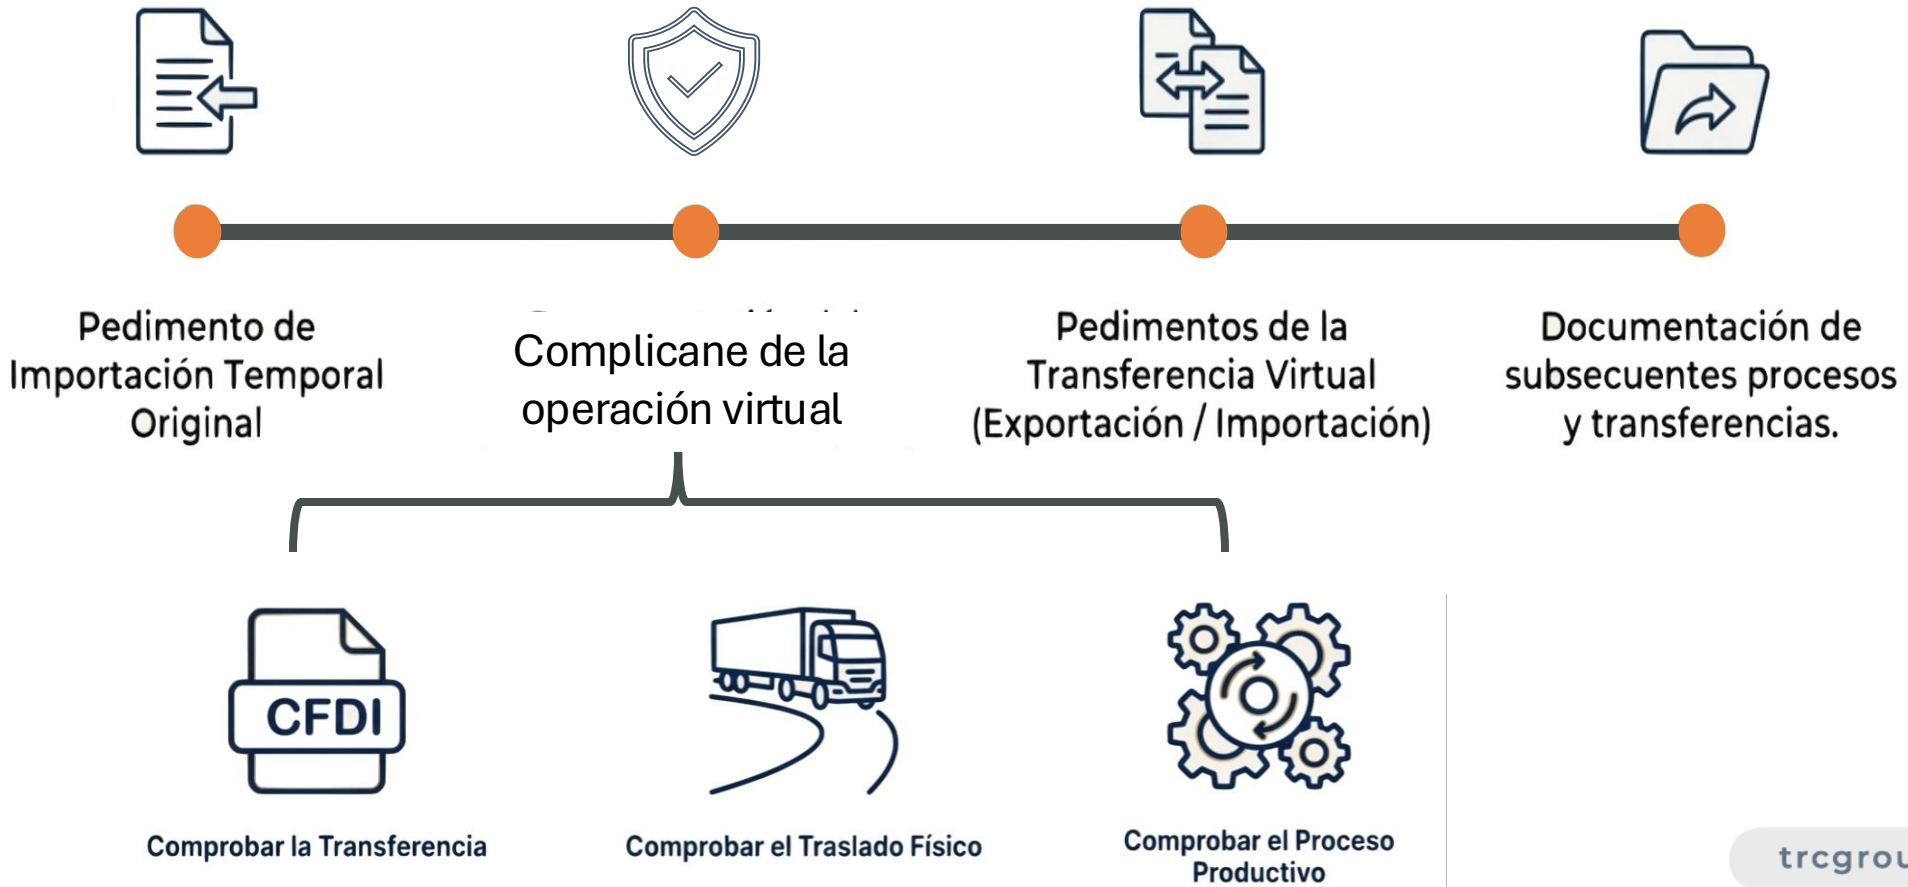 Pedimento de
Importación Temporal
Original
Complicane de la
operación virtual
Pedimentos de la
Transferencia Virtual
(Exportación / Importación)
Documentación de
subsecuentes procesos
y transferencias.
CFDI
Comprobar la Transferencia
Comprobar el Traslado Físico
Comprobar el Proceso
Productivo
trcgrou